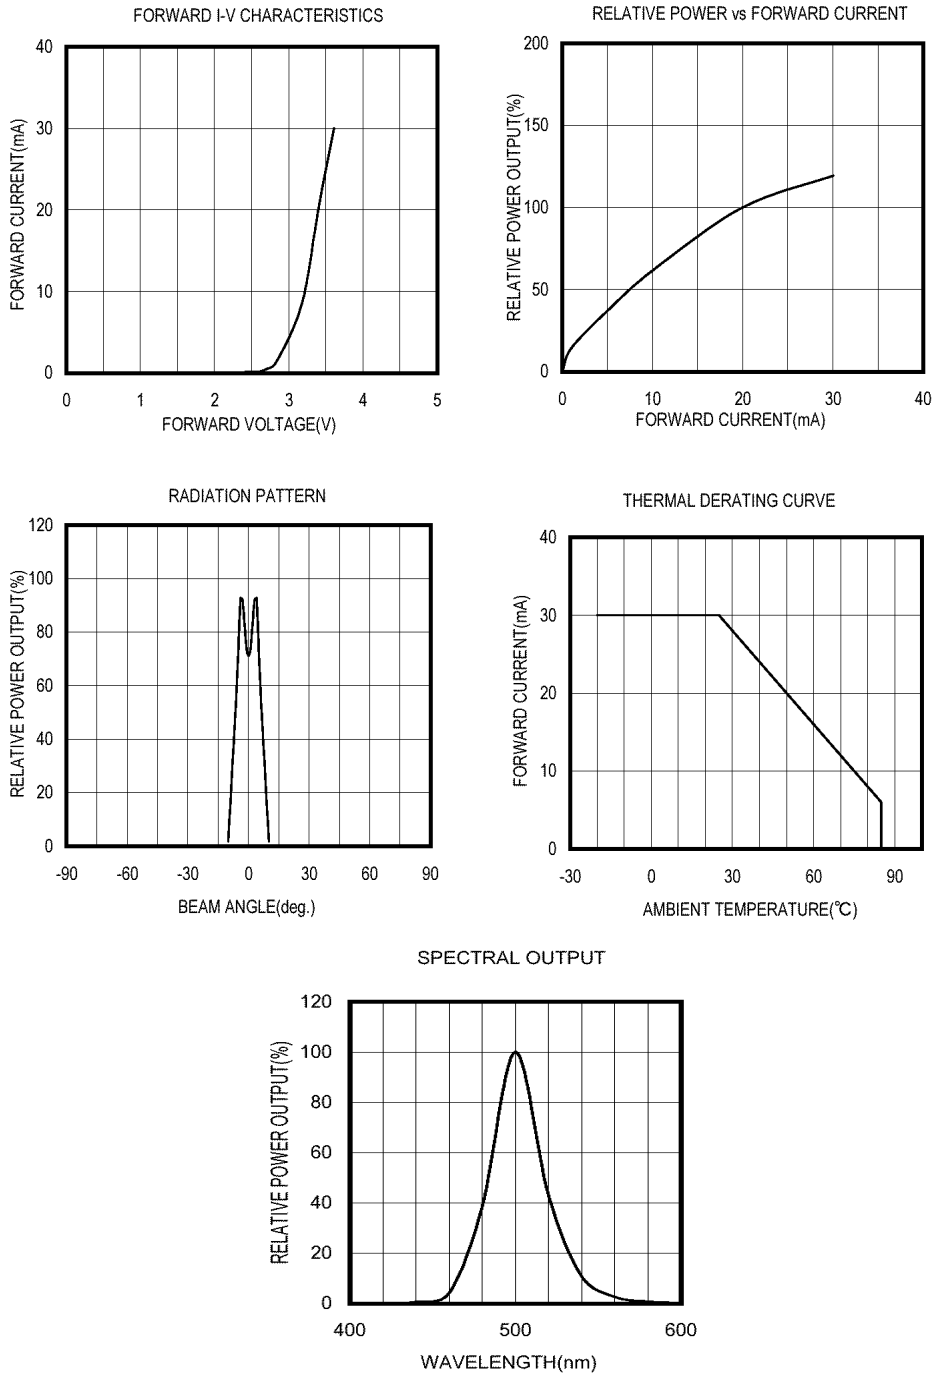 FORWARD I-V CHARACTERISTICS
40
30
20
10
0
FORWARD CURRENT(mA)
0 1 2 3 4 5
FORWARD VOLTAGE(V)
RELATIVE POWER vs FORWARD CURRENT
200
150
100
50
0
RELATIVE POWER OUTPUT(%)
0 10 20 30 40
FORWARD CURRENT(mA)
RADIATION PATTERN
120
100
80
60
40
20
0
RELATIVE POWER OUTPUT(%)
-90 -60 -30 0 30 60 90
BEAM ANGLE(deg.)
THERMAL DERATING CURVE
40
30
20
10
0
FORWARD CURRENT(mA)
-30 0 30 60 90
AMBIENT TEMPERATURE(℃)
SPECTRAL OUTPUT
120
100
80
60
40
20
0
RELATIVE POWER OUTPUT(%)
400 500 600
WAVELENGTH(nm)